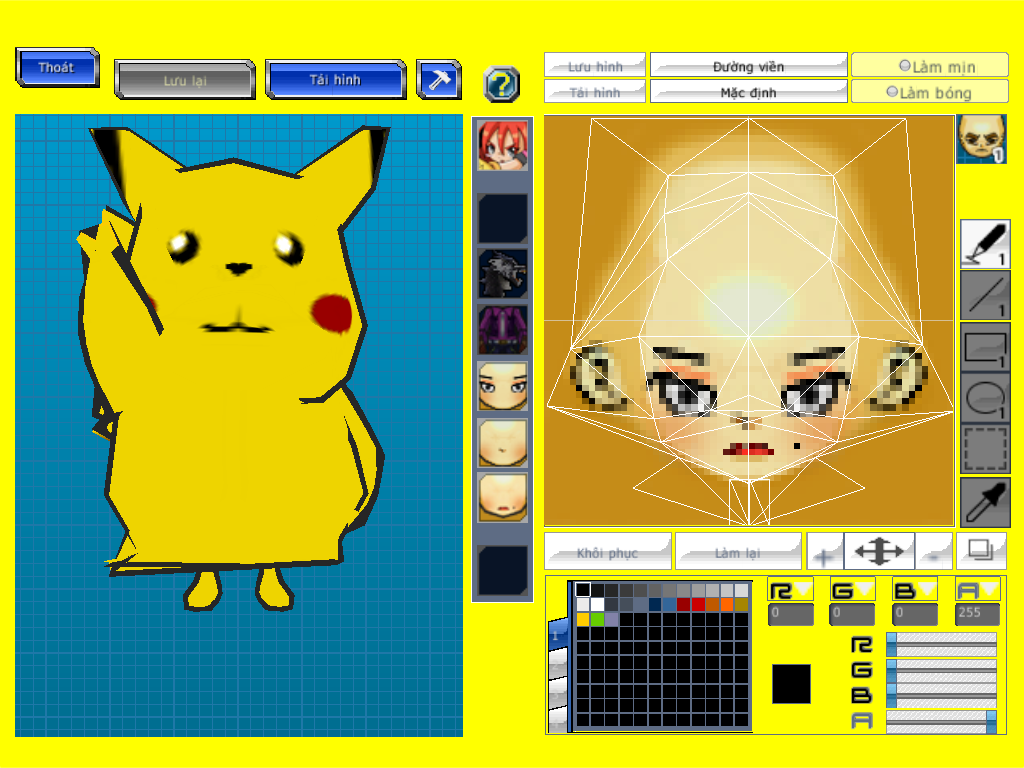 Thoát
Lưu lại
Tải hình
?
Lưu hình
Đường viền
Làm mịn
Tải hình
Mặc định
Làm bóng
1
1
1
1
1
Khôi phục
Làm lại
+
-
R
G
B
A
0
0
0
255
1
R
G
B
A